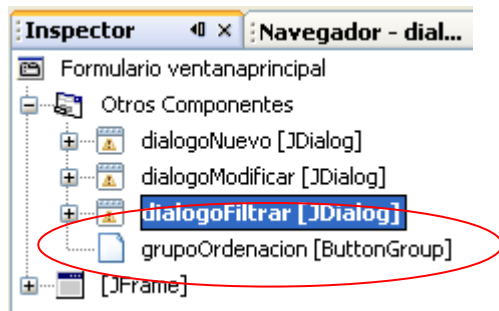 Inspector
Navegador - dial...
Formulario ventanaprincipal
Otros Componentes
dialogoNuevo [JDialog]
dialogoModificar [JDialog]
dialogoFiltrar [JDialog]
grupoOrdenacion [ButtonGroup]
[JFrame]